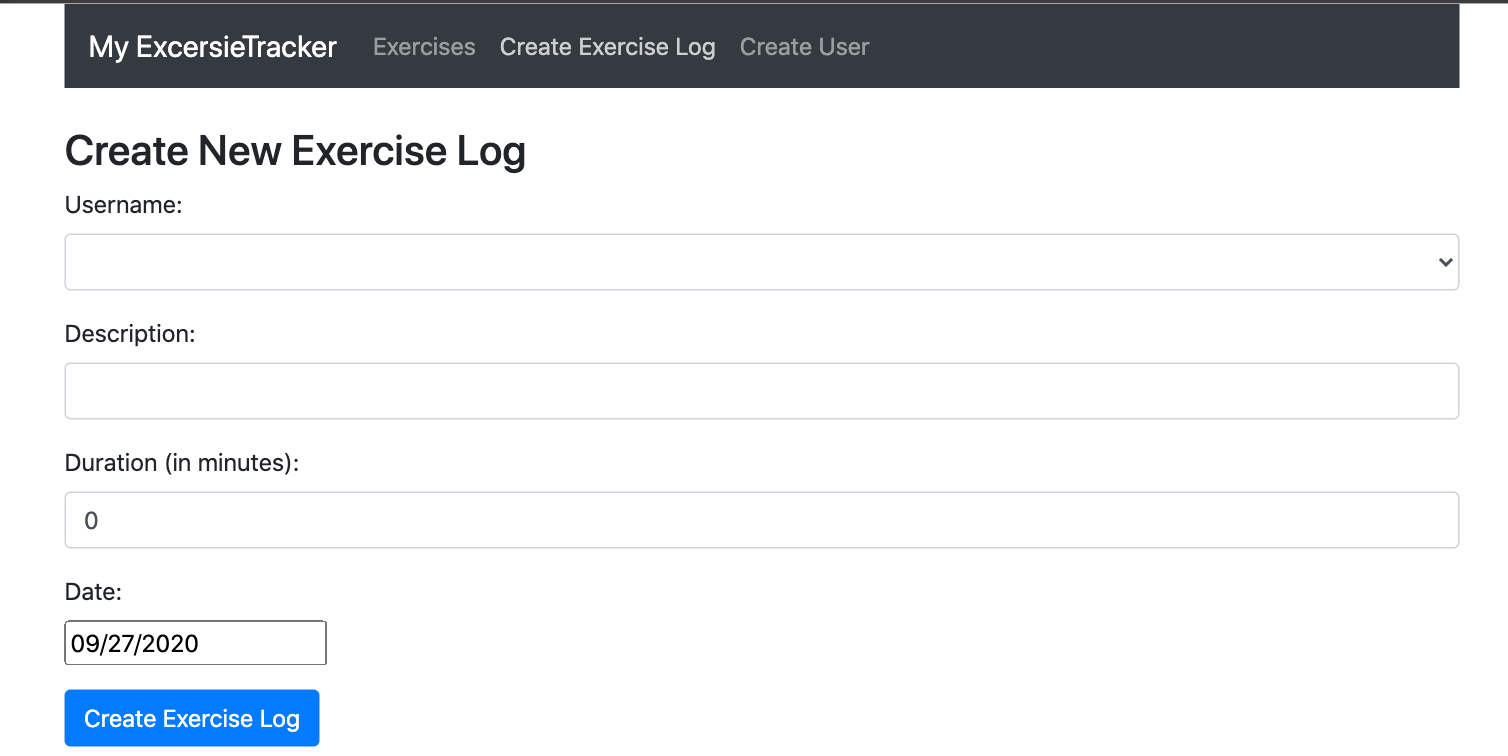 My ExcersieTracker Exercises Create Exercise Log Create User
Create New Exercise Log
Username:
Description:
Duration (in minutes):
0
Date:
09/27/2020
Create Exercise Log